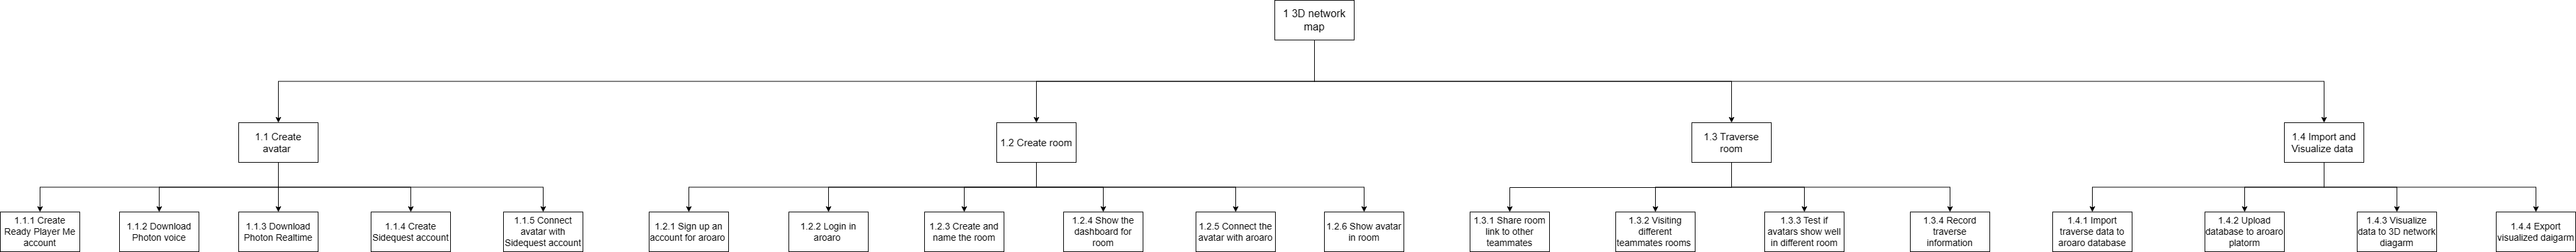 1 3D network
map
1.1 Create
avatar
1.2 Create room
1.3 Traverse
room
1.4 Import and
Visualize data
1.1.1 Create
Ready Player Me
account
1.1.2 Download
Photon voice
1.1.3 Download
Photon Realtime
1.1.4 Create
Sidequest account
1.1.5 Connect
avatar with
Sidequest account
1.2.1 Sign up an
account for aroaro
1.2.2 Login in
aroaro
1.2.3 Create and
name the room
1.2.4 Show the
dashboard for
room
1.2.5 Connect the
avatar with aroaro
1.2.6 Show avatar
in room
1.3.1 Share room
link to other
teammates
1.3.2 Visiting
different
teammates rooms
1.3.3 Test if
avatars show well
in different room
1.3.4 Record
traverse
information
1.4.1 Import
traverse data to
aroaro database
1.4.2 Upload
database to aroaro
platorm
1.4.3 Visualize
data to 3D network
diagarm
1.4.4 Export
visualized daigarm